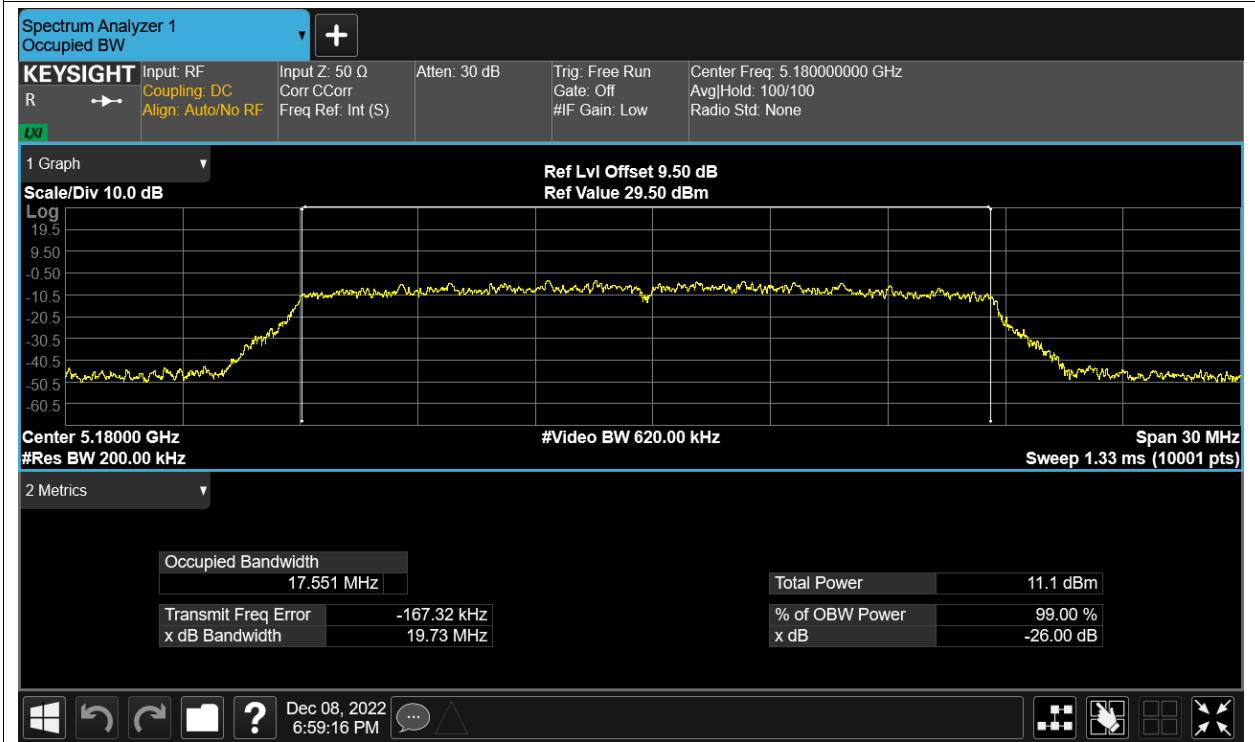 Spectrum Analyzer 1
Occupied BW
KEYSIGHT
R
LXI
Input: RF
Coupling: DC
Align: Auto/No RF
Input Z: 50 Ω
Corr CCorr
Freq Ref: Int (S)
Atten: 30 dB
Trig: Free Run
Gate: Off
#IF Gain: Low
Center Freq: 5.180000000 GHz
Avg|Hold: 100/100
Radio Std: None
1 Graph
Scale/Div 10.0 dB
Ref Lvl Offset 9.50 dB
Ref Value 29.50 dBm
Log
19.5
9.50
-0.50
-10.5
-20.5
-30.5
-40.5
-50.5
-60.5
Center 5.18000 GHz
#Video BW 620.00 kHz
Span 30 MHz
#Res BW 200.00 kHz
Sweep 1.33 ms (10001 pts)
2 Metrics
Occupied Bandwidth
17.551 MHz
Total Power 11.1 dBm
Transmit Freq Error -167.32 kHz
% of OBW Power 99.00 %
x dB Bandwidth 19.73 MHz
x dB -26.00 dB
?
Dec 08, 2022
6:59:16 PM